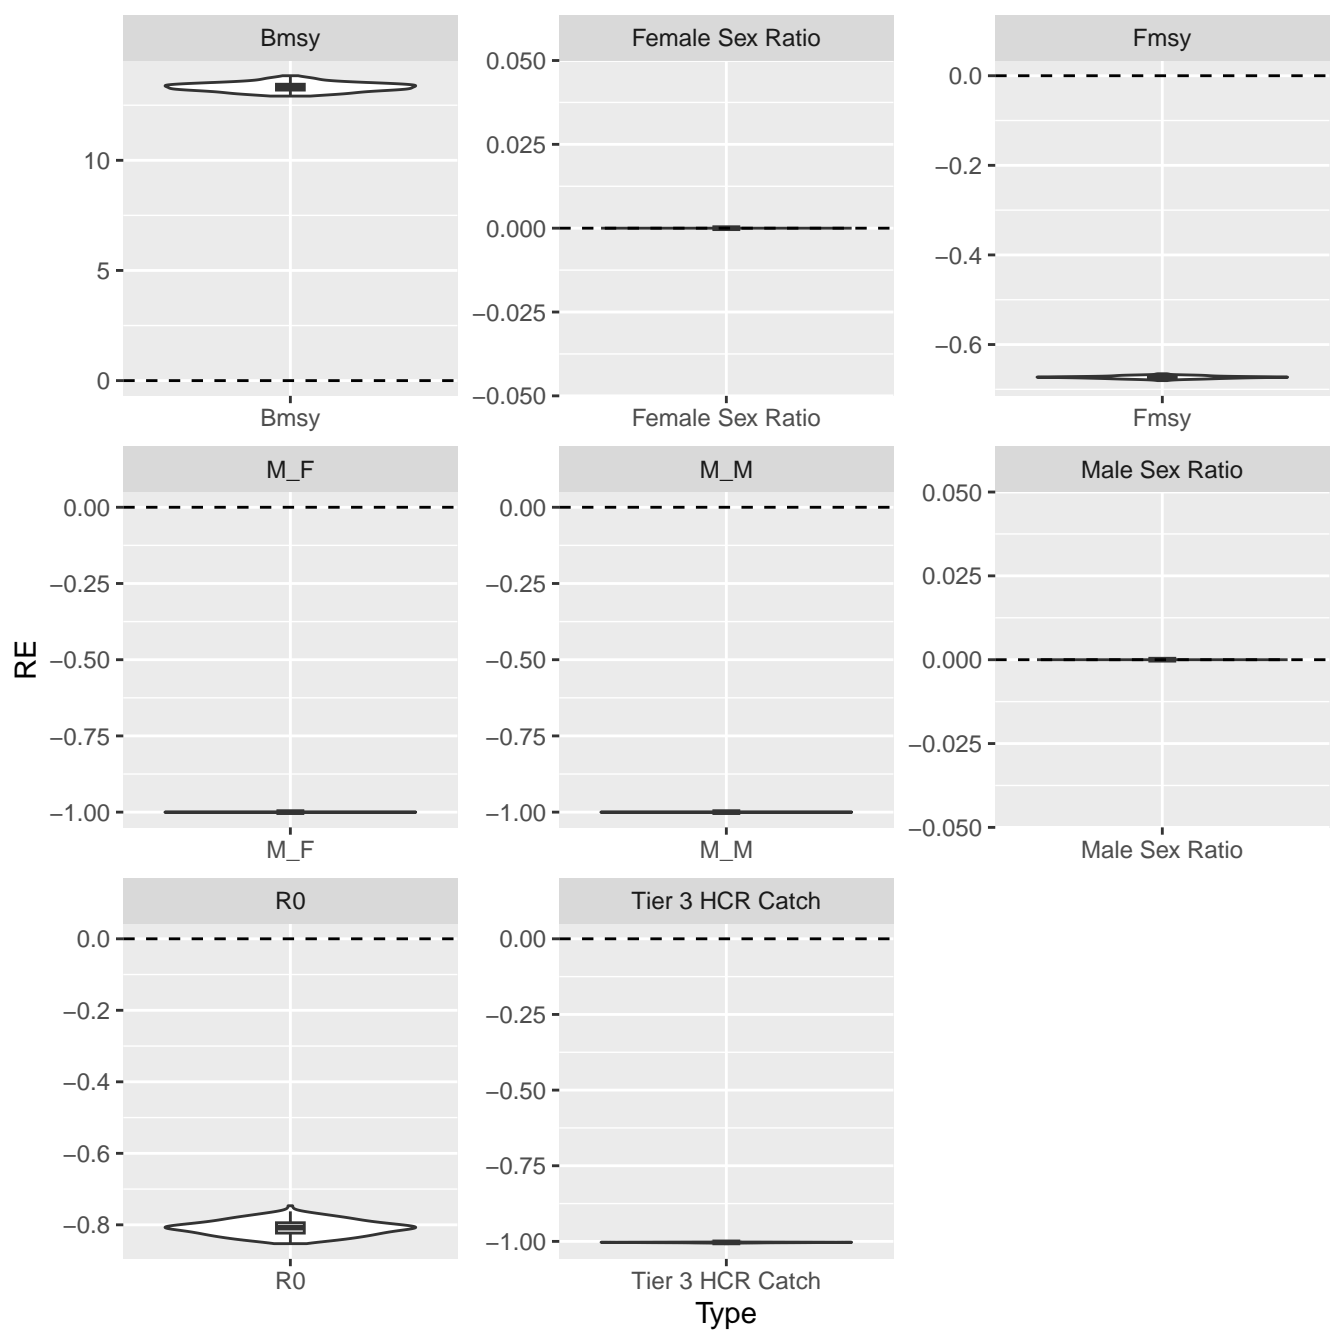 Bmsy
Female Sex Ratio
Fmsy
10
5
0
0.050
0.025
0.000
−0.025
−0.050
0.0
−0.2
−0.4
−0.6
Bmsy
Female Sex Ratio
Fmsy
M_F
M_M
Male Sex Ratio
0.00
−0.25
−0.50
−0.75
−1.00
0.00
−0.25
−0.50
−0.75
−1.00
0.050
0.025
0.000
−0.025
−0.050
M_F
M_M
Male Sex Ratio
RE
R0
Tier 3 HCR Catch
0.0
−0.2
−0.4
−0.6
−0.8
0.00
−0.25
−0.50
−0.75
−1.00
R0
Tier 3 HCR Catch
Type